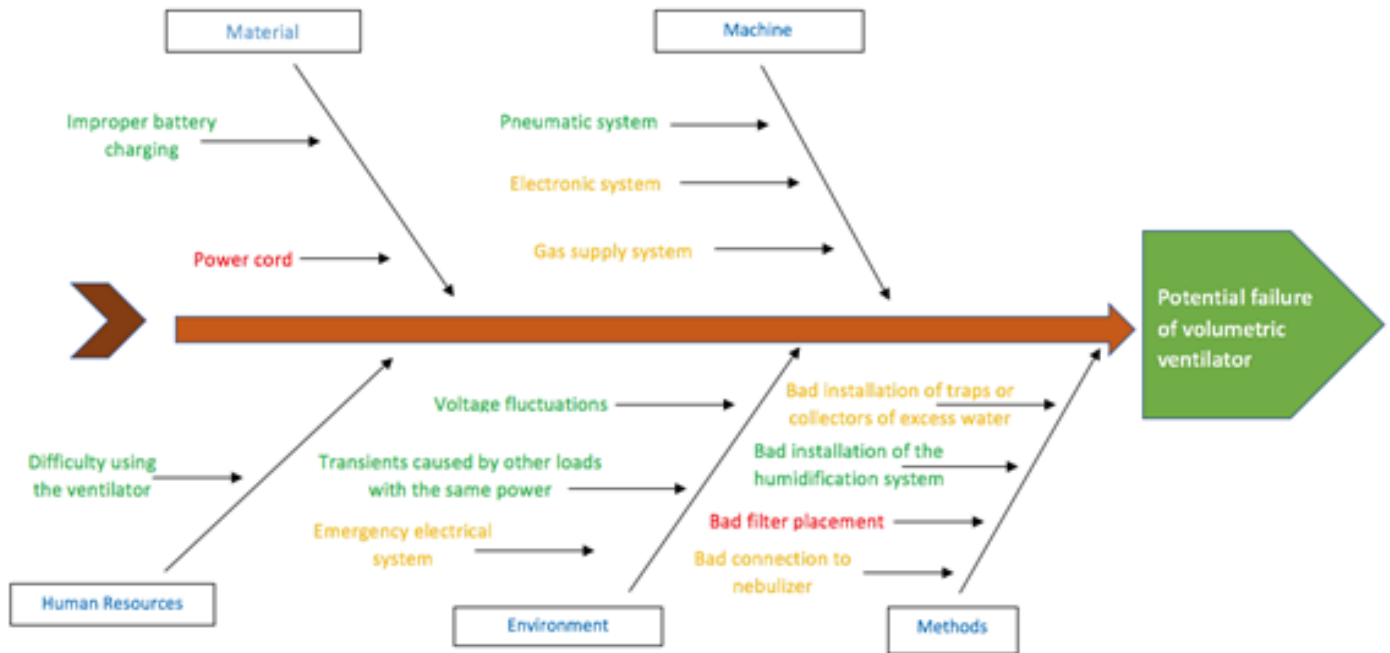 Material
Machine
Improper battery
charging
Power cord
Pneumatic system
Electronic system
Gas supply system
Potential failure
of volumetric
ventilator
Difficulty using
the ventilator
Human Resources
Voltage fluctuations
Transients caused by other loads
with the same power
Emergency electrical
system
Environment
Bad installation of traps or
collectors of excess water
Bad installation of the
humidification system
Bad filter placement
Bad connection to
nebulizer
Methods